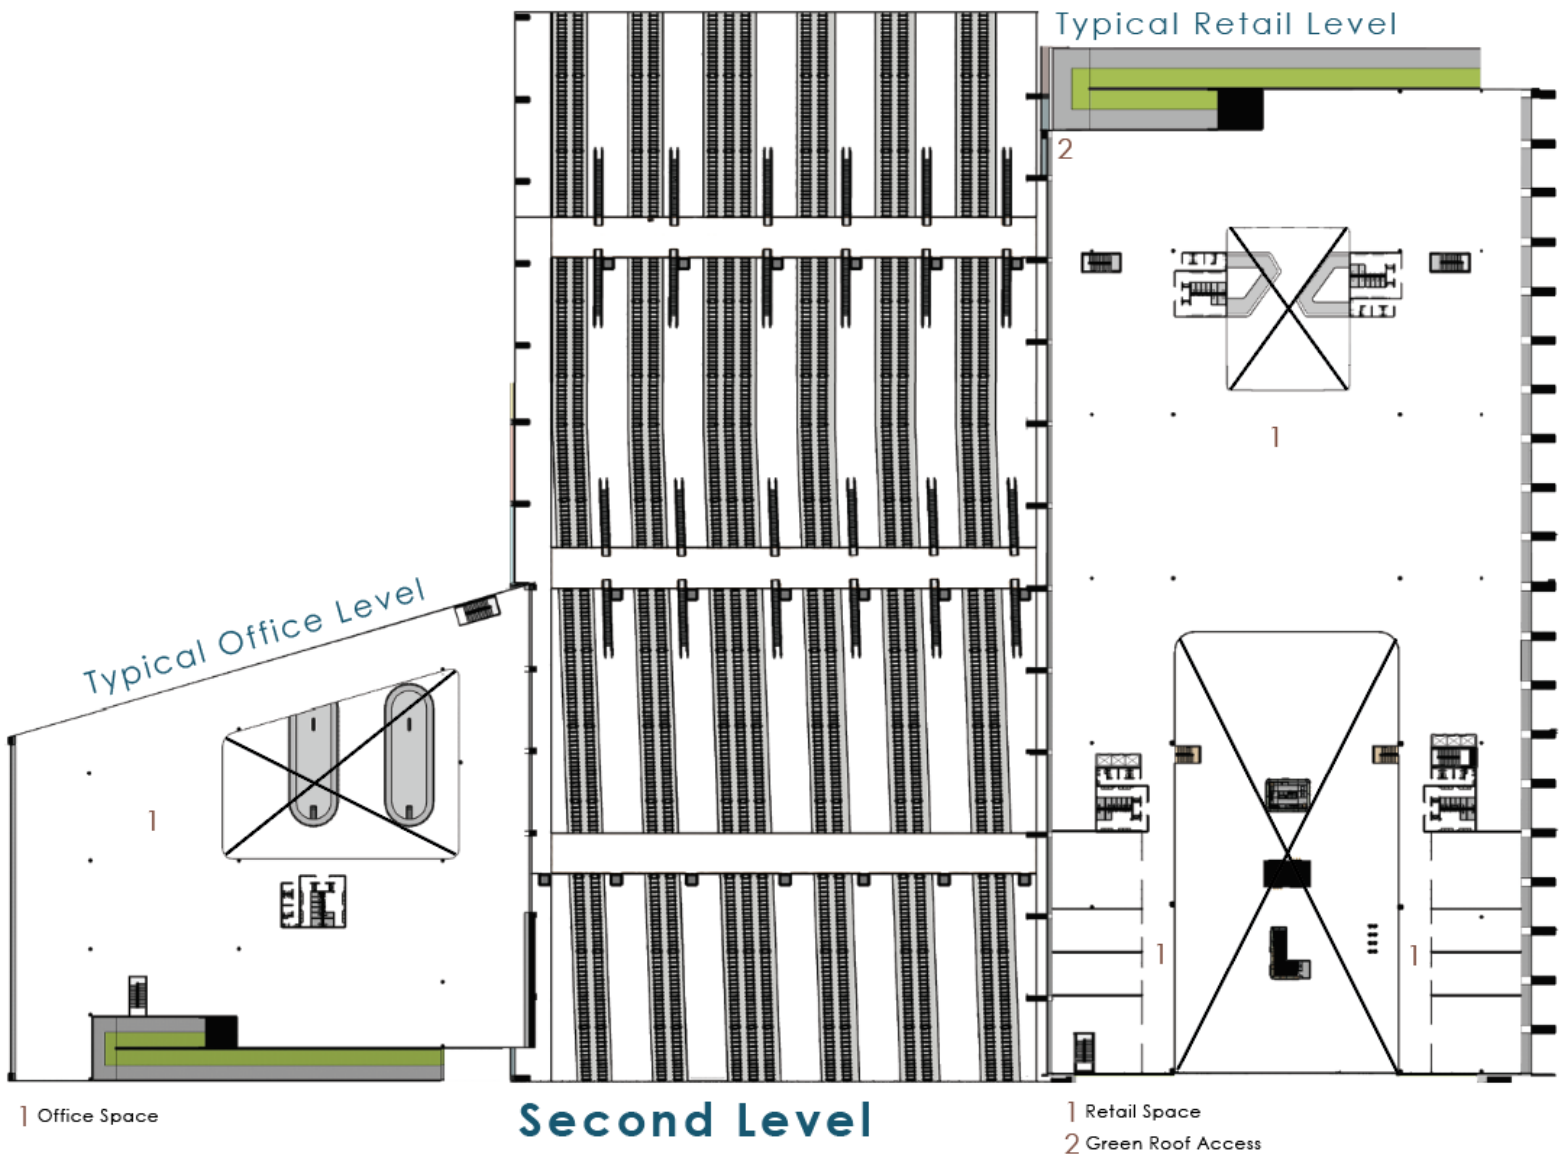 Typical Retail Level
2
1
Typical Office Level
1
1
1
1 Office Space
Second Level
1 Retail Space
2 Green Roof Access